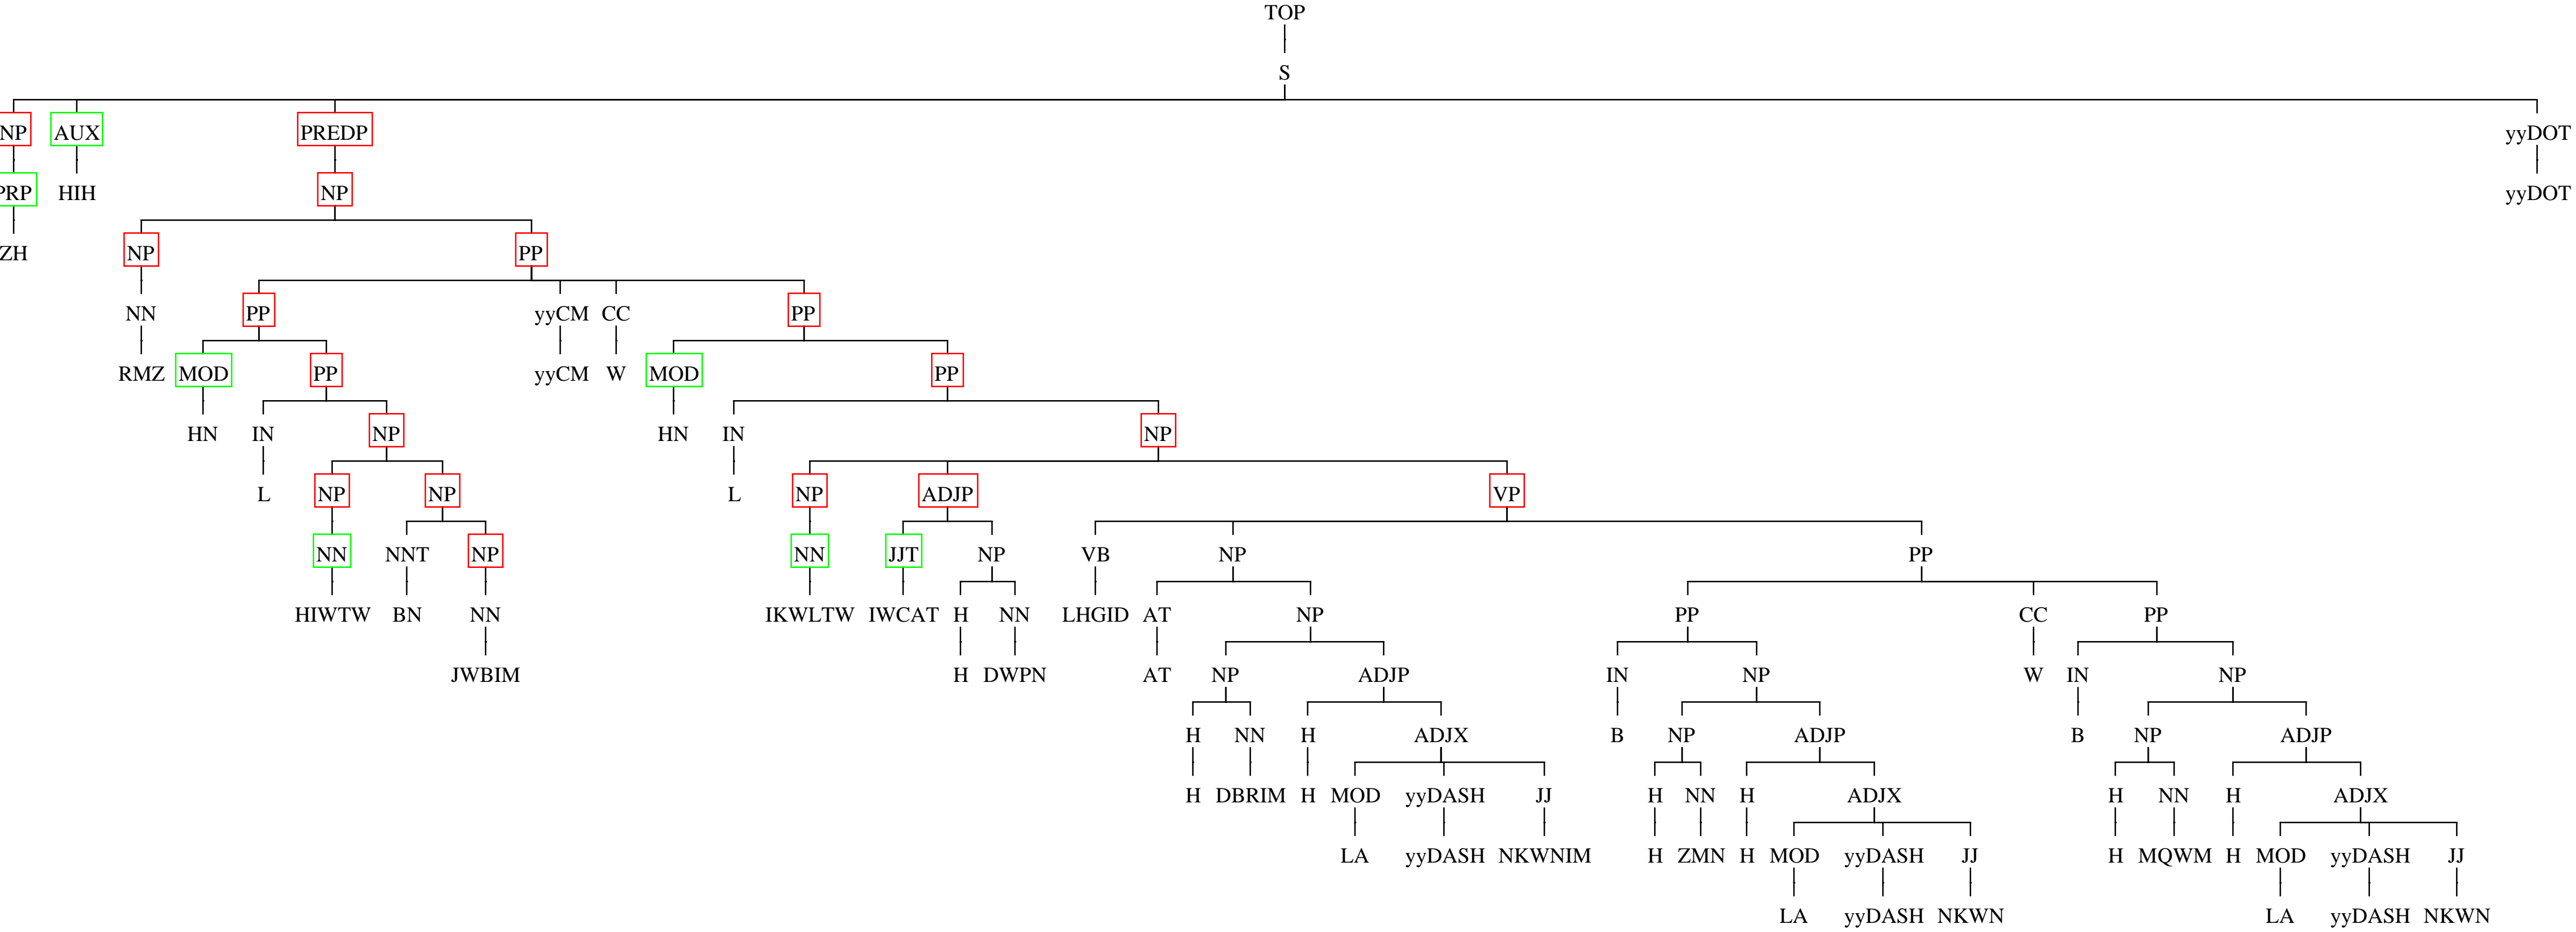 TOP
S
NP AUX PREDP yyDOT
PRP HIH NP yyDOT
ZH NP PP
NN PP yyCM CC PP
RMZ MOD PP yyCM W MOD PP
HN IN NP HN IN NP
L NP NP L NP ADJP VP
NN NNT NP NN JJT NP VB NP PP
HIWTW BN NN IKWLTW IWCAT H NN LHGID AT NP PP CC PP
JWBIM H DWPN AT NP ADJP IN NP W IN NP
H NN H ADJX B NP ADJP B NP ADJP
H DBRIM H MOD yyDASH JJ H NN H ADJX H NN H ADJX
LA yyDASH NKWNIM H ZMN H MOD yyDASH JJ H MQWM H MOD yyDASH JJ
LA yyDASH NKWN LA yyDASH NKWN